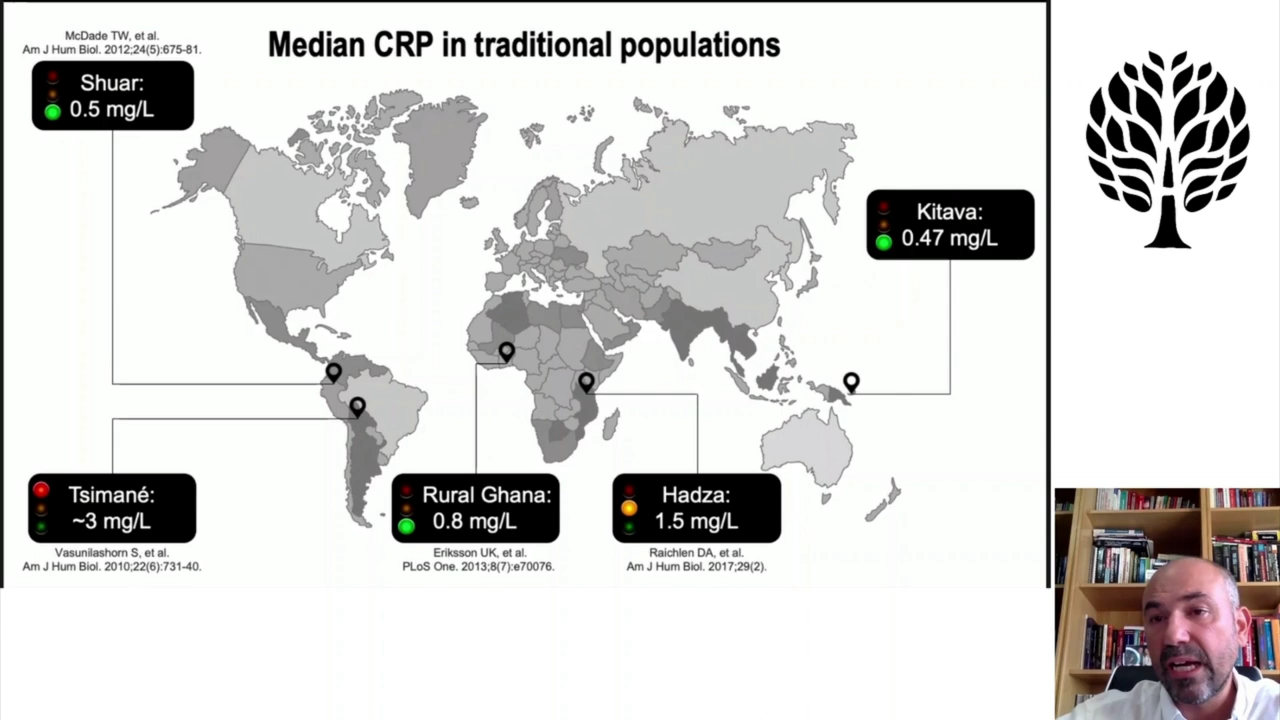 McDade TW, et al.
Am J Hum Biol. 2012;24(5):675-81.
Median CRP in traditional populations
Shuar:
0.5 mg/L
Kitava:
0.47 mg/L
Tsimané:
~3 mg/L
Vasunilashorn S, et al.
Am J Hum Biol. 2010;22(6):731-40.
Rural Ghana:
0.8 mg/L
Eriksson UK, et al.
PLoS One. 2013;8(7):e70076.
Hadza:
1.5 mg/L
Raichlen DA, et al.
Am J Hum Biol. 2017;29(2).